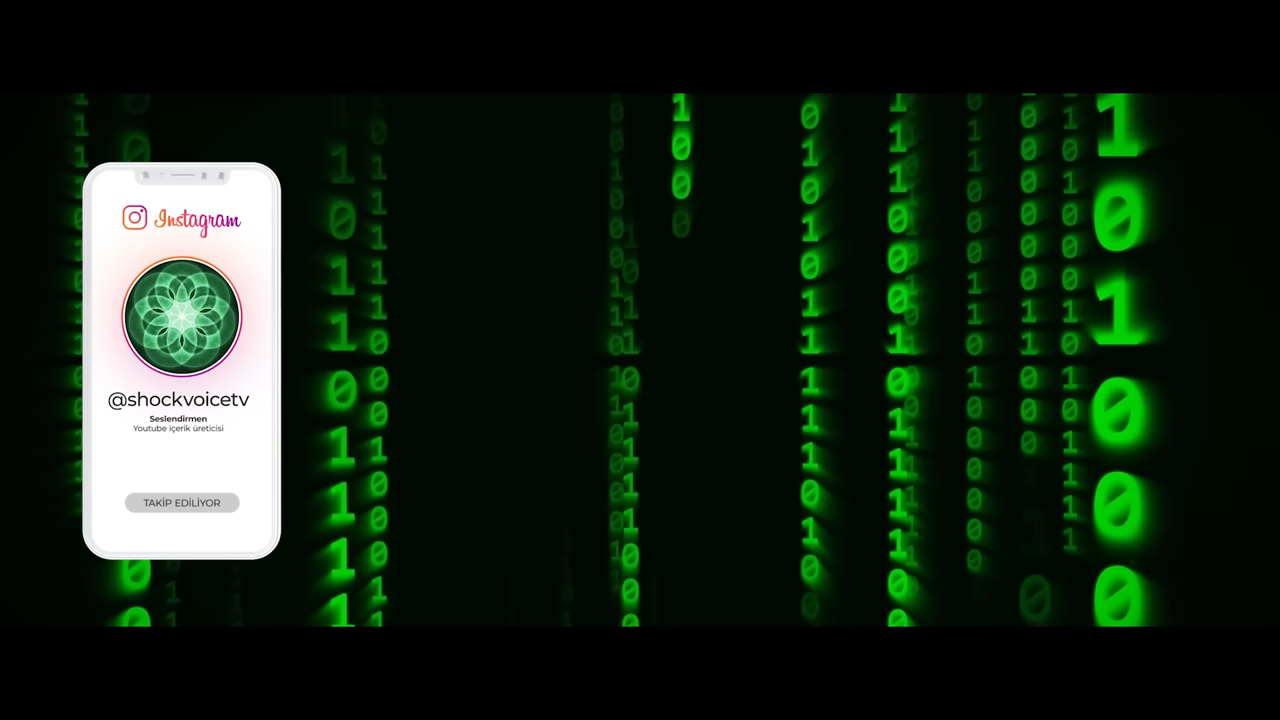 Instagram
@shockvoicetv
Seslendirmen
Youtube içerik üreticisi
TAKİP EDİLİYOR